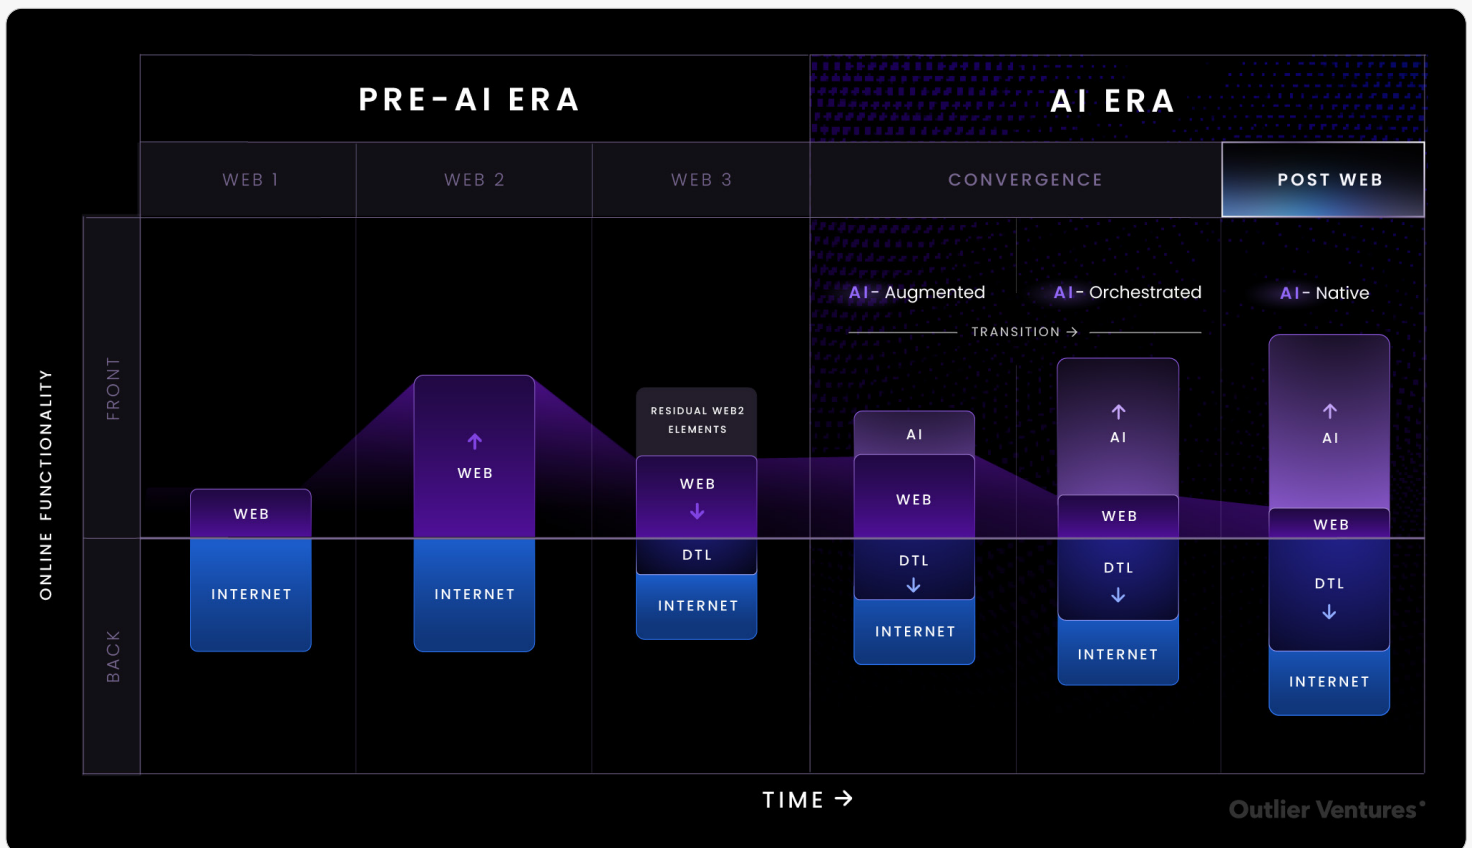 PRE-AI ERA
AI ERA
WEB 1
WEB 2
WEB 3
CONVERGENCE
POST WEB
ONLINE FUNCTIONALITY
FRONT
BACK
AI- Augmented
AI- Orchestrated
AI- Native
TRANSITION →
WEB
INTERNET
↑
WEB
INTERNET
RESIDUAL WEB2
ELEMENTS
WEB
↓
DTL
INTERNET
AI
WEB
DTL
↓
INTERNET
↑
AI
WEB
DTL
↓
INTERNET
↑
AI
WEB
DTL
↓
INTERNET
TIME →
Outlier Ventures